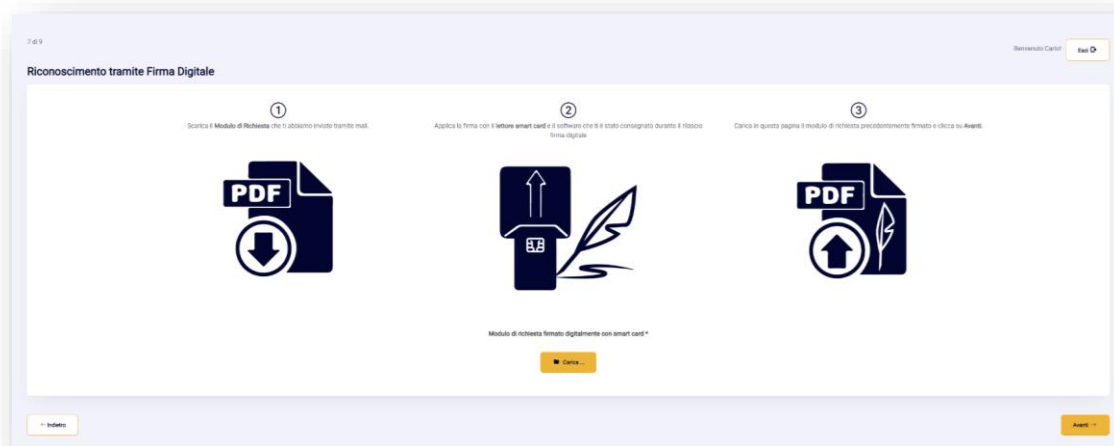 7 di 9
Benvenuto Carlo!
Esci
Riconoscimento tramite Firma Digitale
1
Scarica il Modulo di Richiesta che ti abbiamo inviato tramite mail.
2
Applica la firma con il lettore smart card e il software che ti è stato consegnato durante il rilascio
firma digitale
3
Carica in questa pagina il modulo di richiesta precedentemente firmato e clicca su Avanti.
PDF
PDF
Modulo di richiesta firmato digitalmente con smart card *
Cerca ...
← Indietro
Avanti →